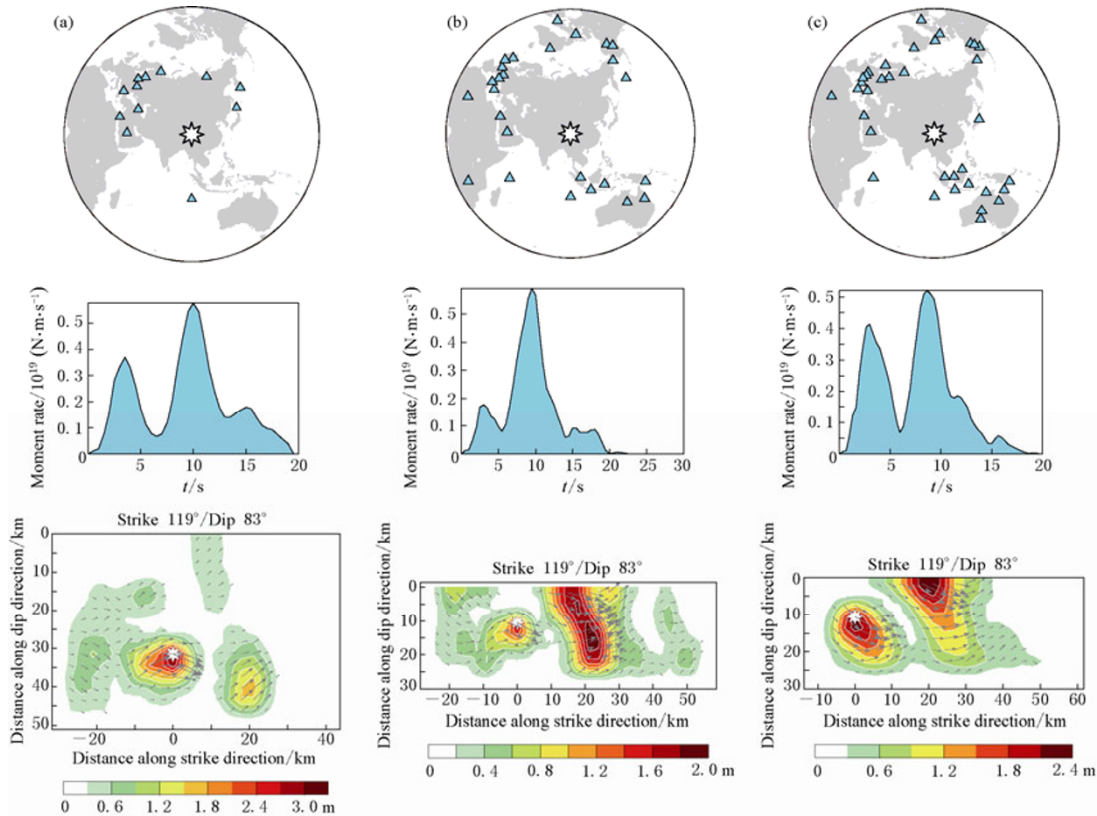 (a)
(b)
(c)
Moment rate/10¹⁹ (N·m·s⁻¹)
0.5
0.4
0.3
0.2
0.1
0
5
10
15
20
t/s
Moment rate/10¹⁹ (N·m·s⁻¹)
0.5
0.4
0.3
0.2
0.1
0
5
10
15
20
25
30
t/s
Moment rate/10¹⁹ (N·m·s⁻¹)
0.5
0.4
0.3
0.2
0.1
0
5
10
15
20
t/s
Strike 119°/Dip 83°
Distance along dip direction/km
0
10
20
30
40
50
−20
0
20
40
Distance along strike direction/km
0 0.6 1.2 1.8 2.4 3.0 m
Strike 119°/Dip 83°
Distance along dip direction/km
0
10
20
30
−20 −10 0 10 20 30 40 50
Distance along strike direction/km
0 0.4 0.8 1.2 1.6 2.0 m
Strike 119°/Dip 83°
Distance along dip direction/km
0
10
20
30
−10 0 10 20 30 40 50 60
Distance along strike direction/km
0 0.6 1.2 1.8 2.4 m